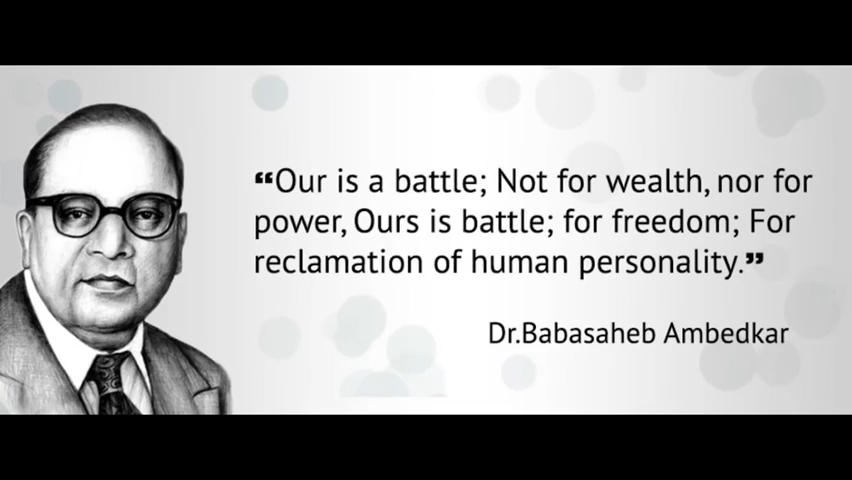 “Our is a battle; Not for wealth, nor for
power, Ours is battle; for freedom; For
reclamation of human personality.”
Dr.Babasaheb Ambedkar